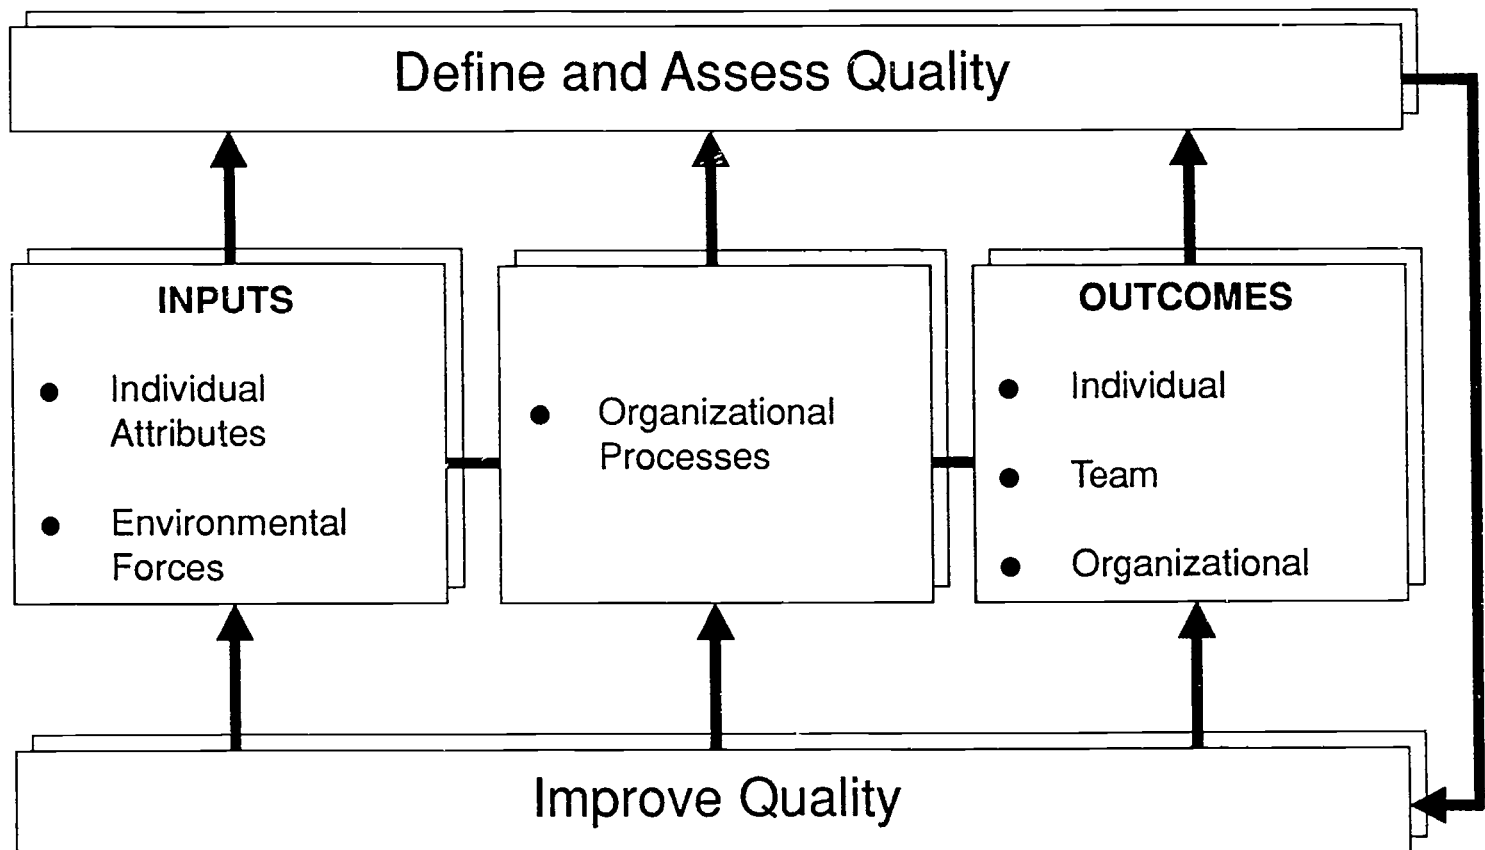 Define and Assess Quality
INPUTS
● Individual
Attributes
● Environmental
Forces
● Organizational
Processes
OUTCOMES
● Individual
● Team
● Organizational
Improve Quality